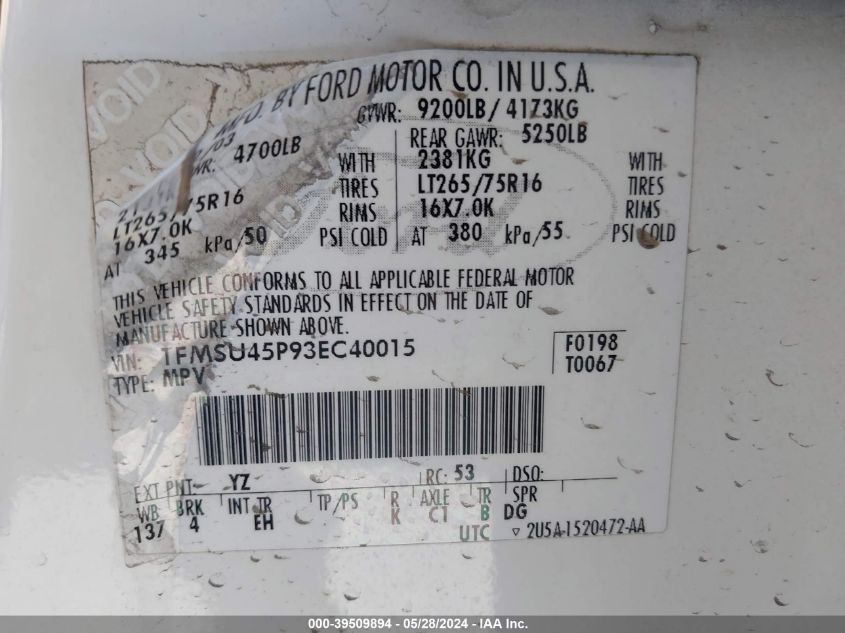 VOID VOID VOID
MFD. BY FORD MOTOR CO. IN U.S.A.
/03 GVWR: 9200LB/ 4173KG
4700LB REAR GAWR: 5250LB
WITH 2381KG WITH
LT265/75R16 TIRES LT265/75R16 TIRES
16X7.0K RIMS 16X7.0K RIMS
AT 345 kPa/50 PSI COLD AT 380 kPa/55 PSI COLD
THIS VEHICLE CONFORMS TO ALL APPLICABLE FEDERAL MOTOR
VEHICLE SAFETY STANDARDS IN EFFECT ON THE DATE OF
MANUFACTURE SHOWN ABOVE.
VIN: 1FMSU45P93EC40015 F0198
TYPE: MPV T0067
EXT PNT: YZ RC: 53 DSO:
WB BRK INT TR TP/PS R AXLE TR SPR
137 4 EH K C1 B DG
UTC ▽ 2U5A-1520472-AA
000-39509894 - 05/28/2024 - IAA Inc.